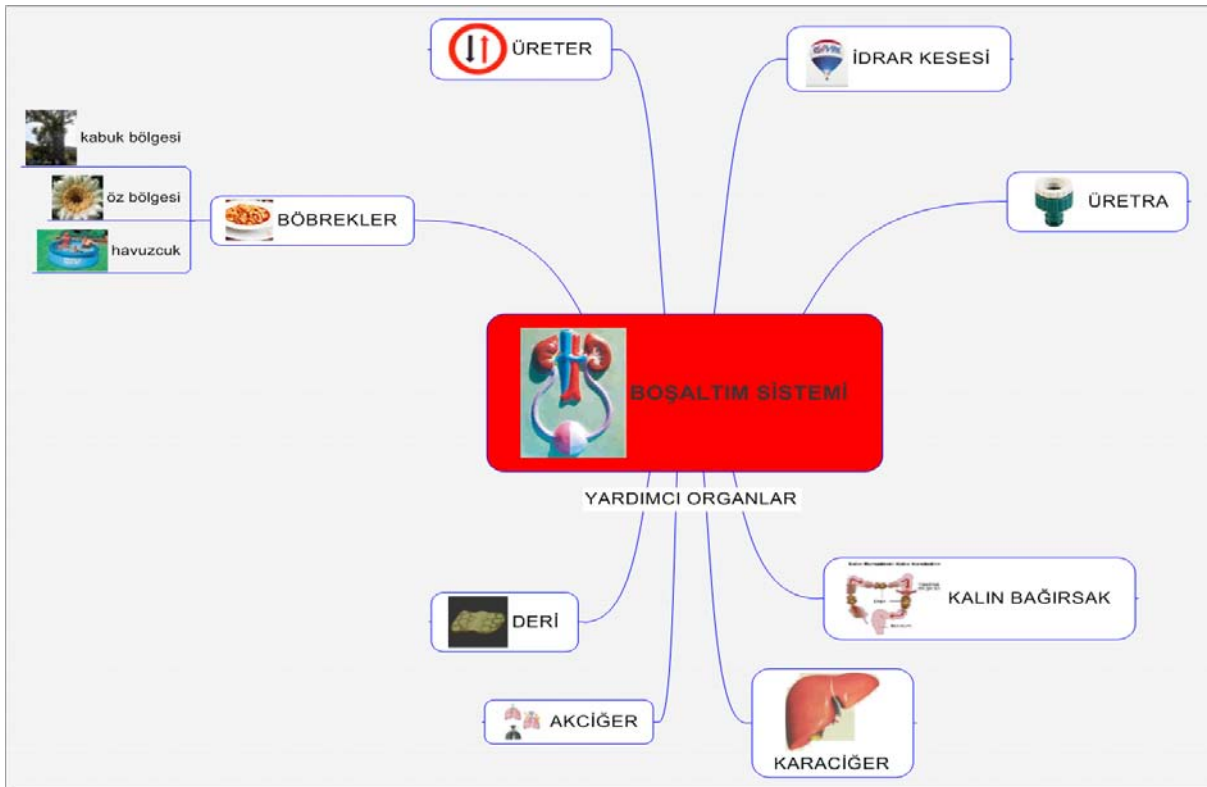 ÜRETER
İDRAR KESESİ
kabuk bölgesi
öz bölgesi
havuzcuk
BÖBREKLER
ÜRETRA
BOŞALTIM SİSTEMİ
YARDIMCI ORGANLAR
KALIN BAĞIRSAK
DERİ
AKCİĞER
KARACİĞER